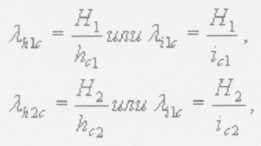 λh1c = H1/hc1 или λi1c = H1/ic1,
λh2c = H2/hc2 или λi1c = H2/ic2,